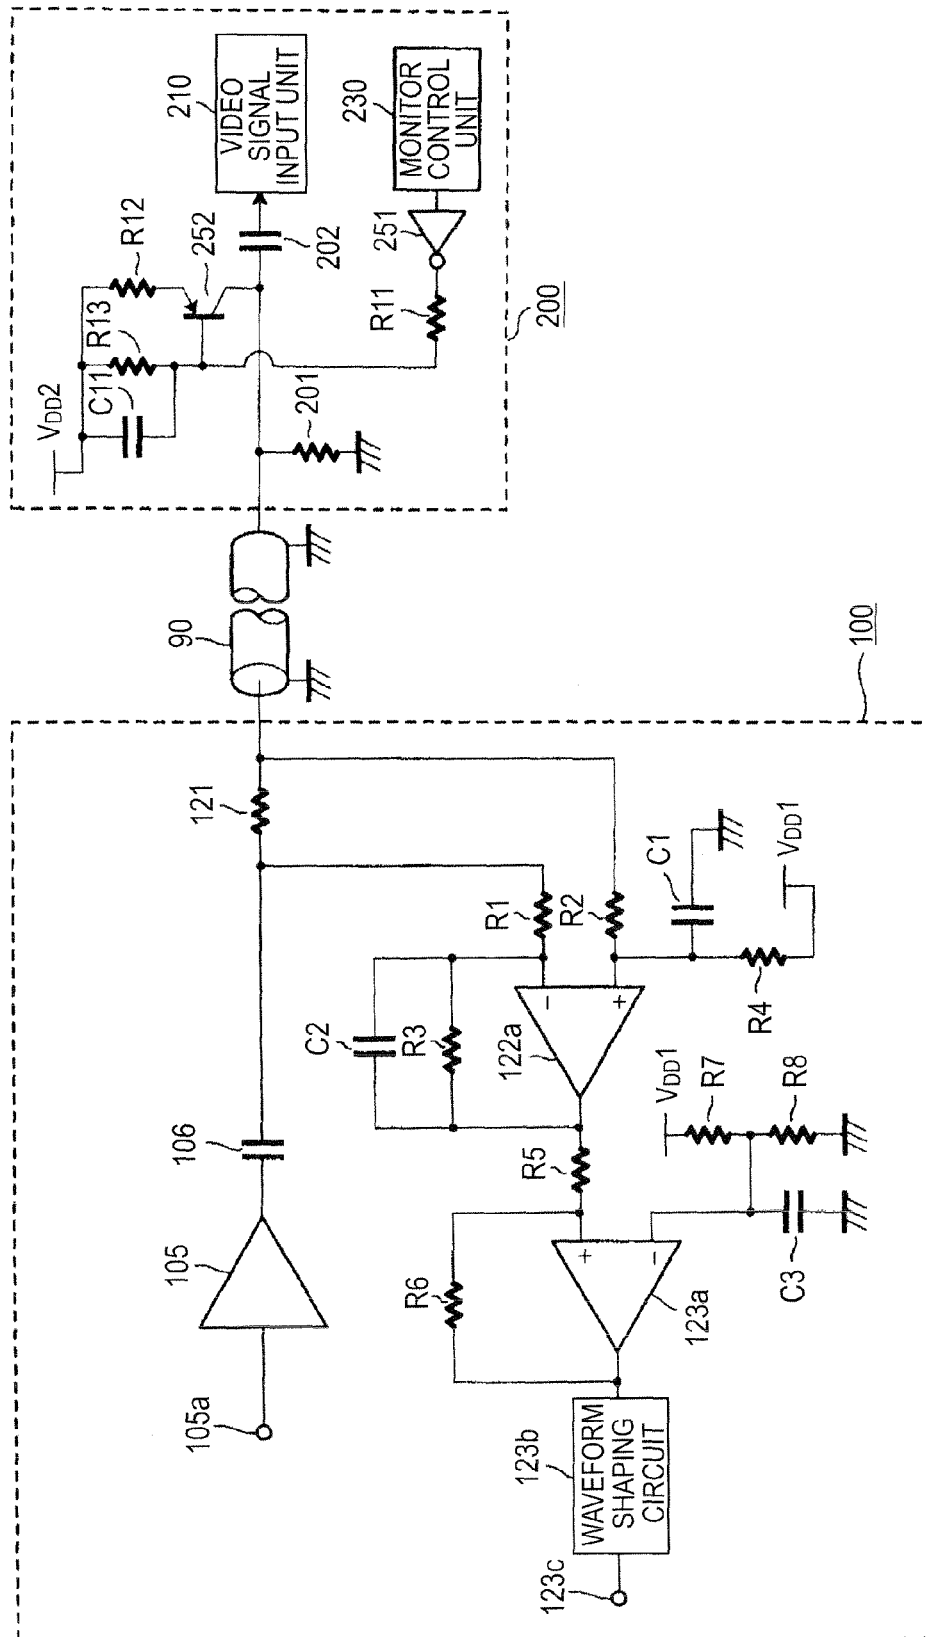 VDD2
C11
R13
R12
252
210
VIDEO
SIGNAL
INPUT UNIT
202
201
230
MONITOR
CONTROL
UNIT
251
R11
200
90
100
105a
105
106
121
R1
R2
C2
R3
122a
C1
R4
VDD1
R5
R6
123a
VDD1
R7
R8
C3
123b
WAVEFORM
SHAPING
CIRCUIT
123c